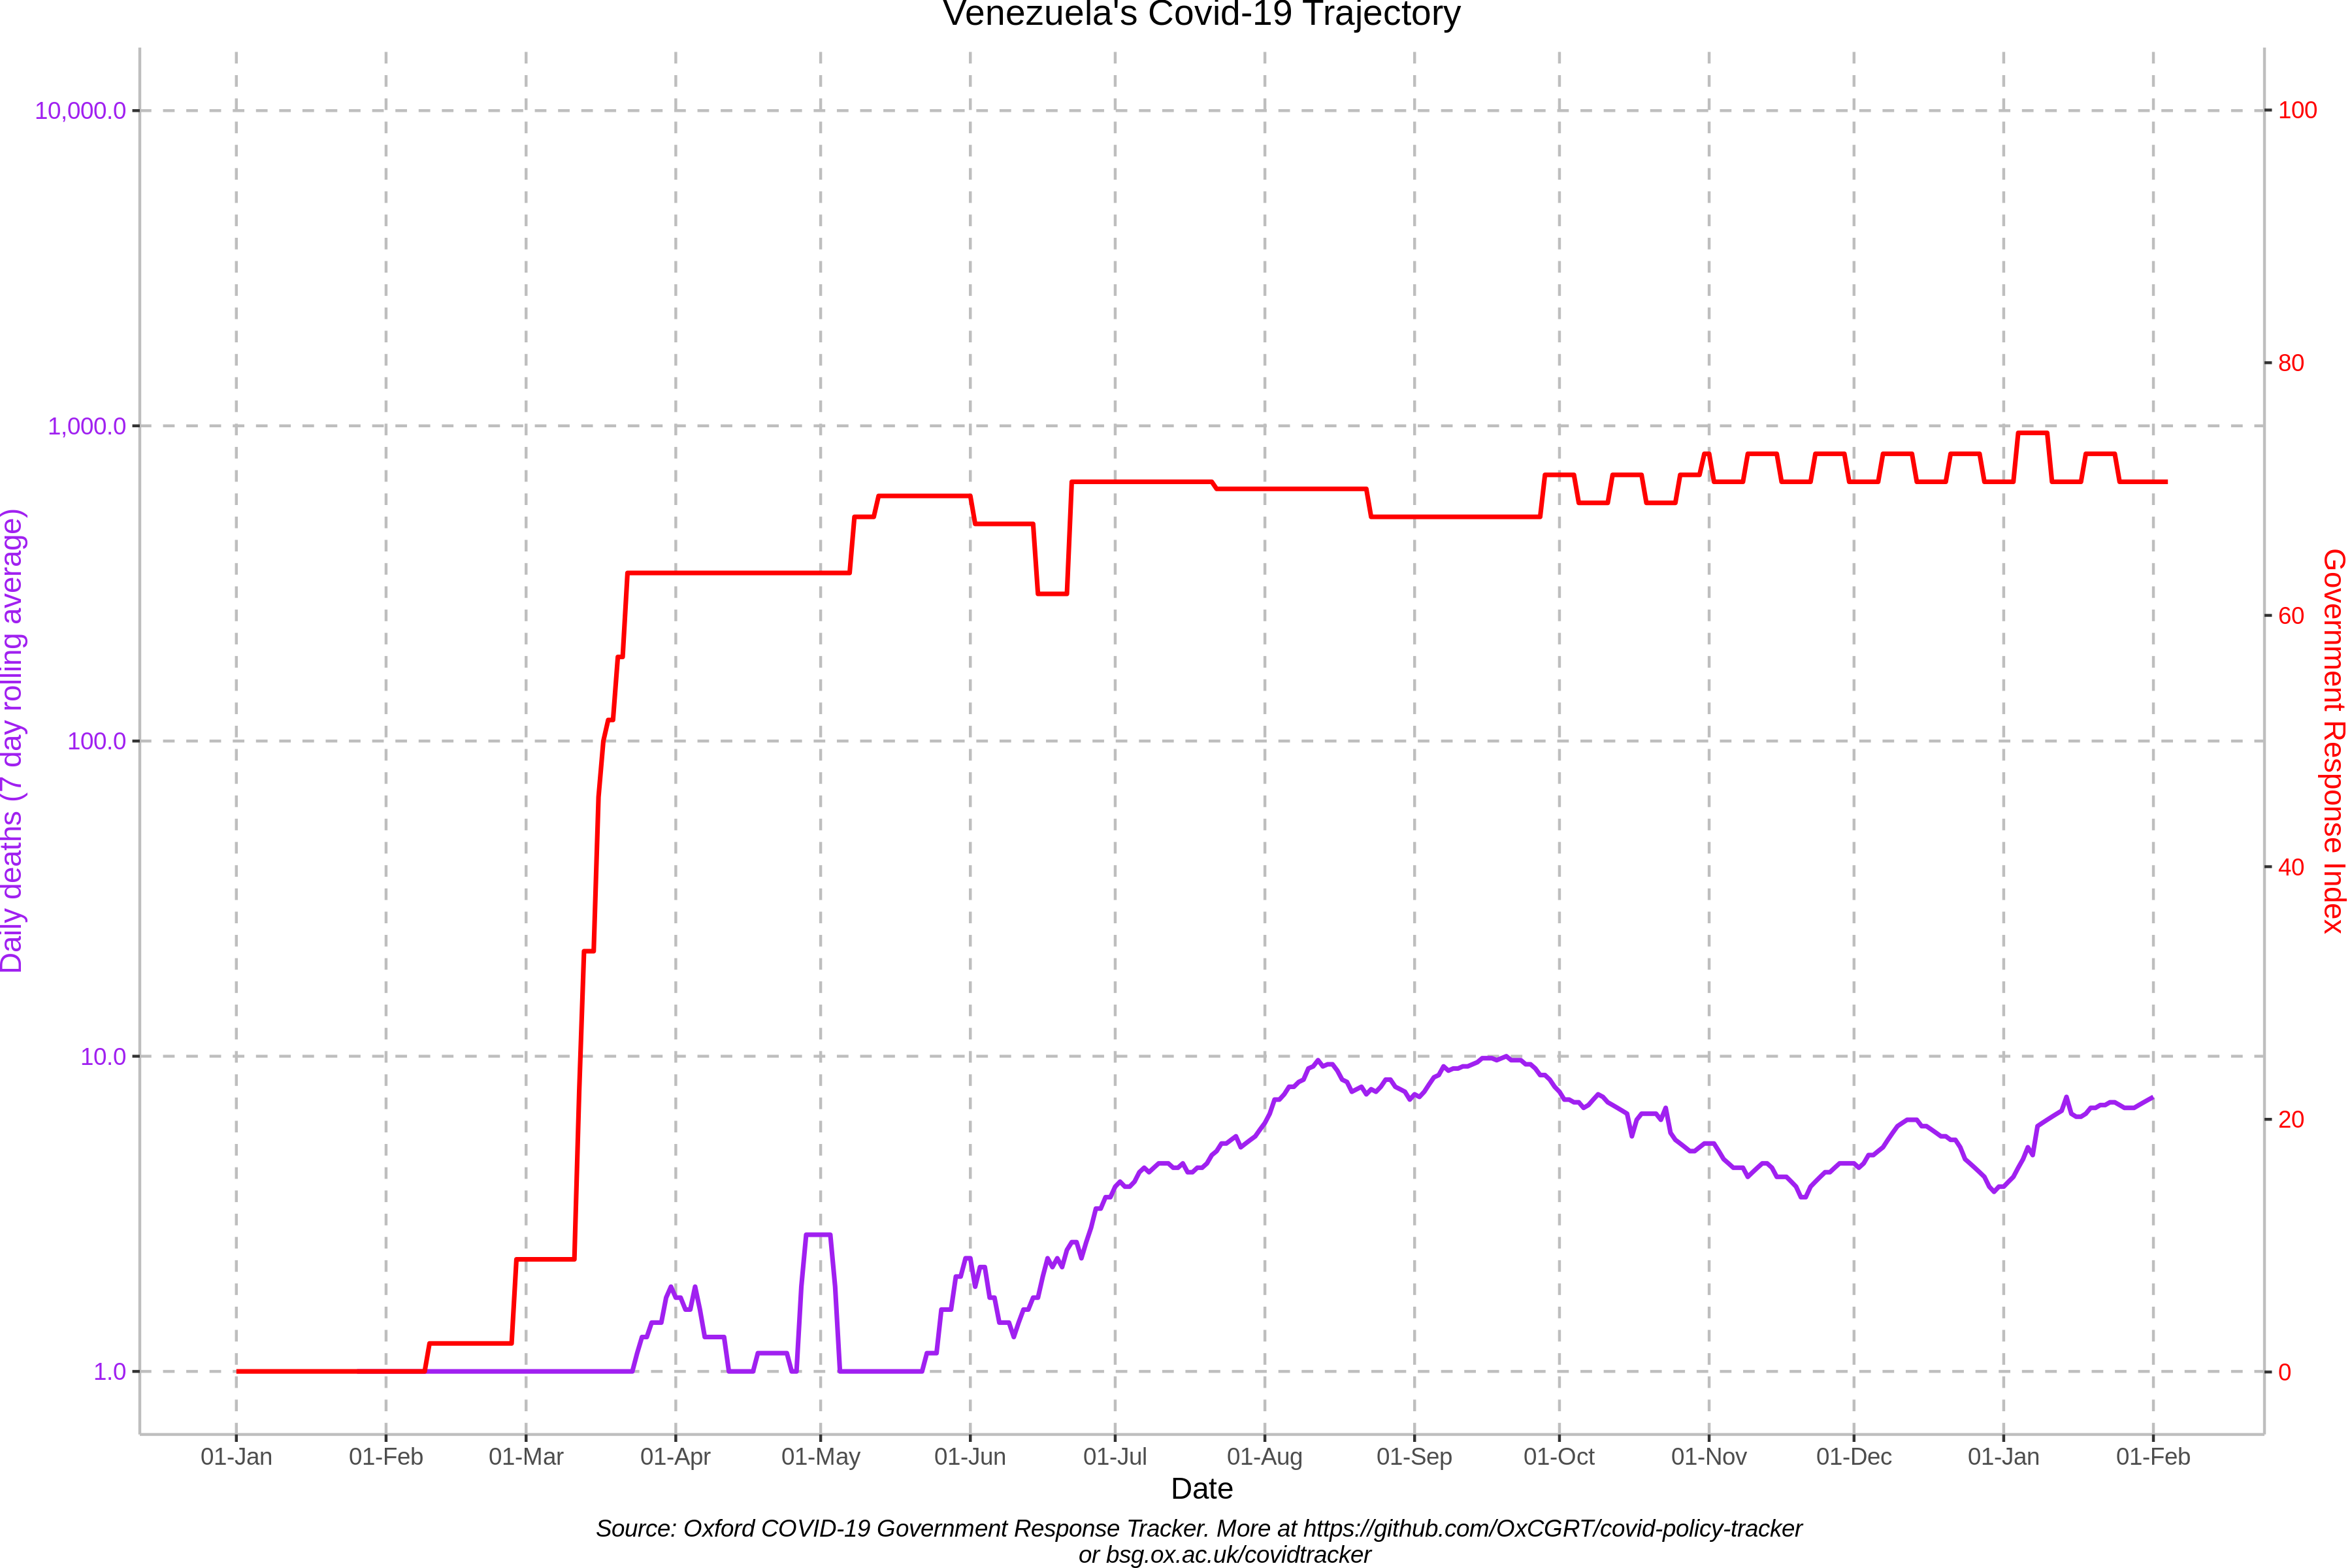 Venezuela's Covid-19 Trajectory
10,000.0
1,000.0
100.0
10.0
1.0
Daily deaths (7 day rolling average)
100
80
60
40
20
0
Government Response Index
01-Jan
01-Feb
01-Mar
01-Apr
01-May
01-Jun
01-Jul
01-Aug
01-Sep
01-Oct
01-Nov
01-Dec
01-Jan
01-Feb
Date
Source: Oxford COVID-19 Government Response Tracker. More at https://github.com/OxCGRT/covid-policy-tracker
or bsg.ox.ac.uk/covidtracker